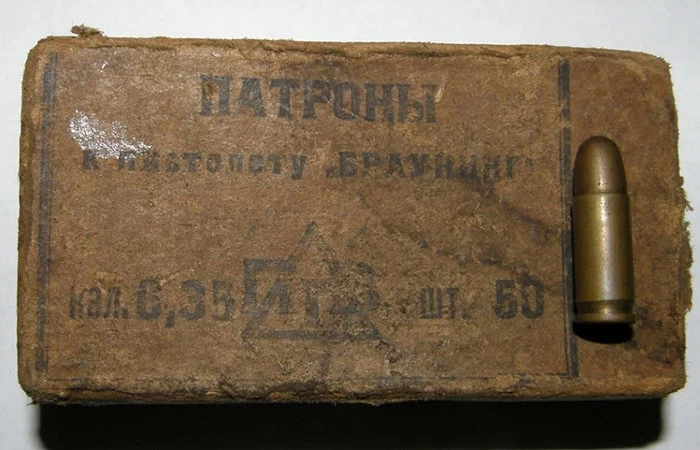 ПАТРОНЫ
к пистолету „БРАУНИНГ"
кал. 6,35 шт. 50